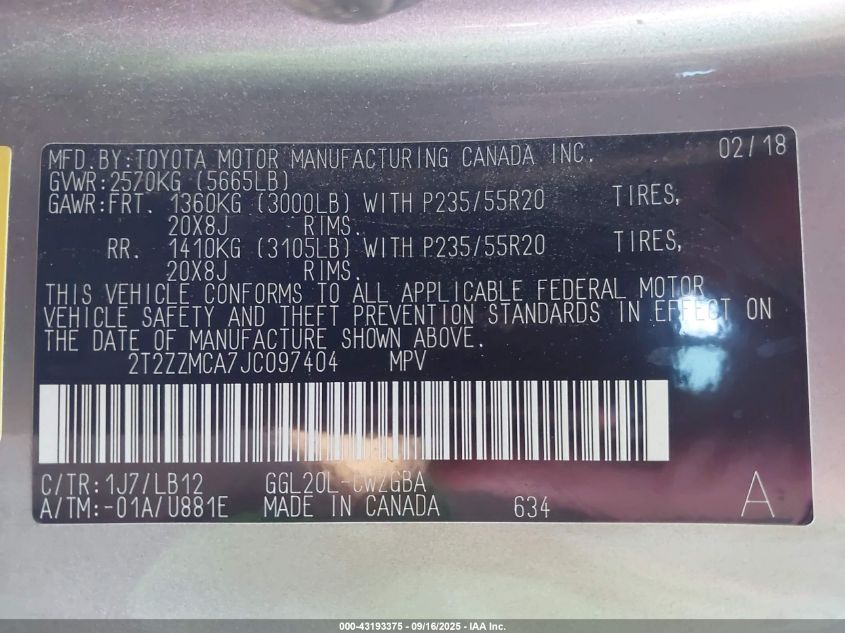 MFD.BY:TOYOTA MOTOR MANUFACTURING CANADA INC. 02/18
GVWR:2570KG (5665LB)
GAWR:FRT. 1360KG (3000LB) WITH P235/55R20 TIRES,
20X8J RIMS.
RR. 1410KG (3105LB) WITH P235/55R20 TIRES,
20X8J RIMS.
THIS VEHICLE CONFORMS TO ALL APPLICABLE FEDERAL MOTOR
VEHICLE SAFETY AND THEFT PREVENTION STANDARDS IN EFFECT ON
THE DATE OF MANUFACTURE SHOWN ABOVE.
2T2ZZMCA7JC097404 MPV
C/TR:1J7/LB12 GGL20L-CWZGBA
A/TM:-01A/U881E MADE IN CANADA 634 A
000-43193375 - 09/16/2025 - IAA Inc.